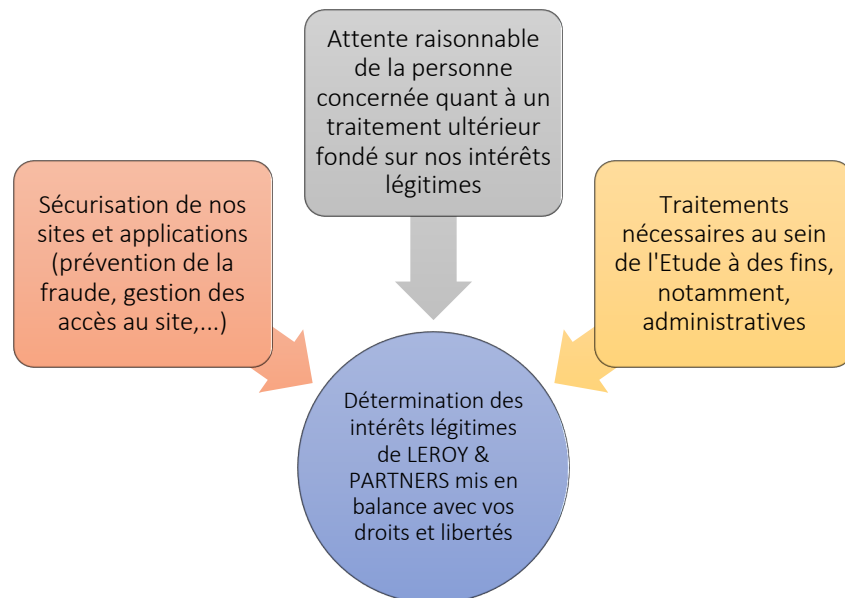 Attente raisonnable
de la personne
concernée quant à un
traitement ultérieur
fondé sur nos intérêts
légitimes
Sécurisation de nos
sites et applications
(prévention de la
fraude, gestion des
accès au site,...)
Traitements
nécessaires au sein
de l'Etude à des fins,
notamment,
administratives
Détermination des
intérêts légitimes
de LEROY &
PARTNERS mis en
balance avec vos
droits et libertés